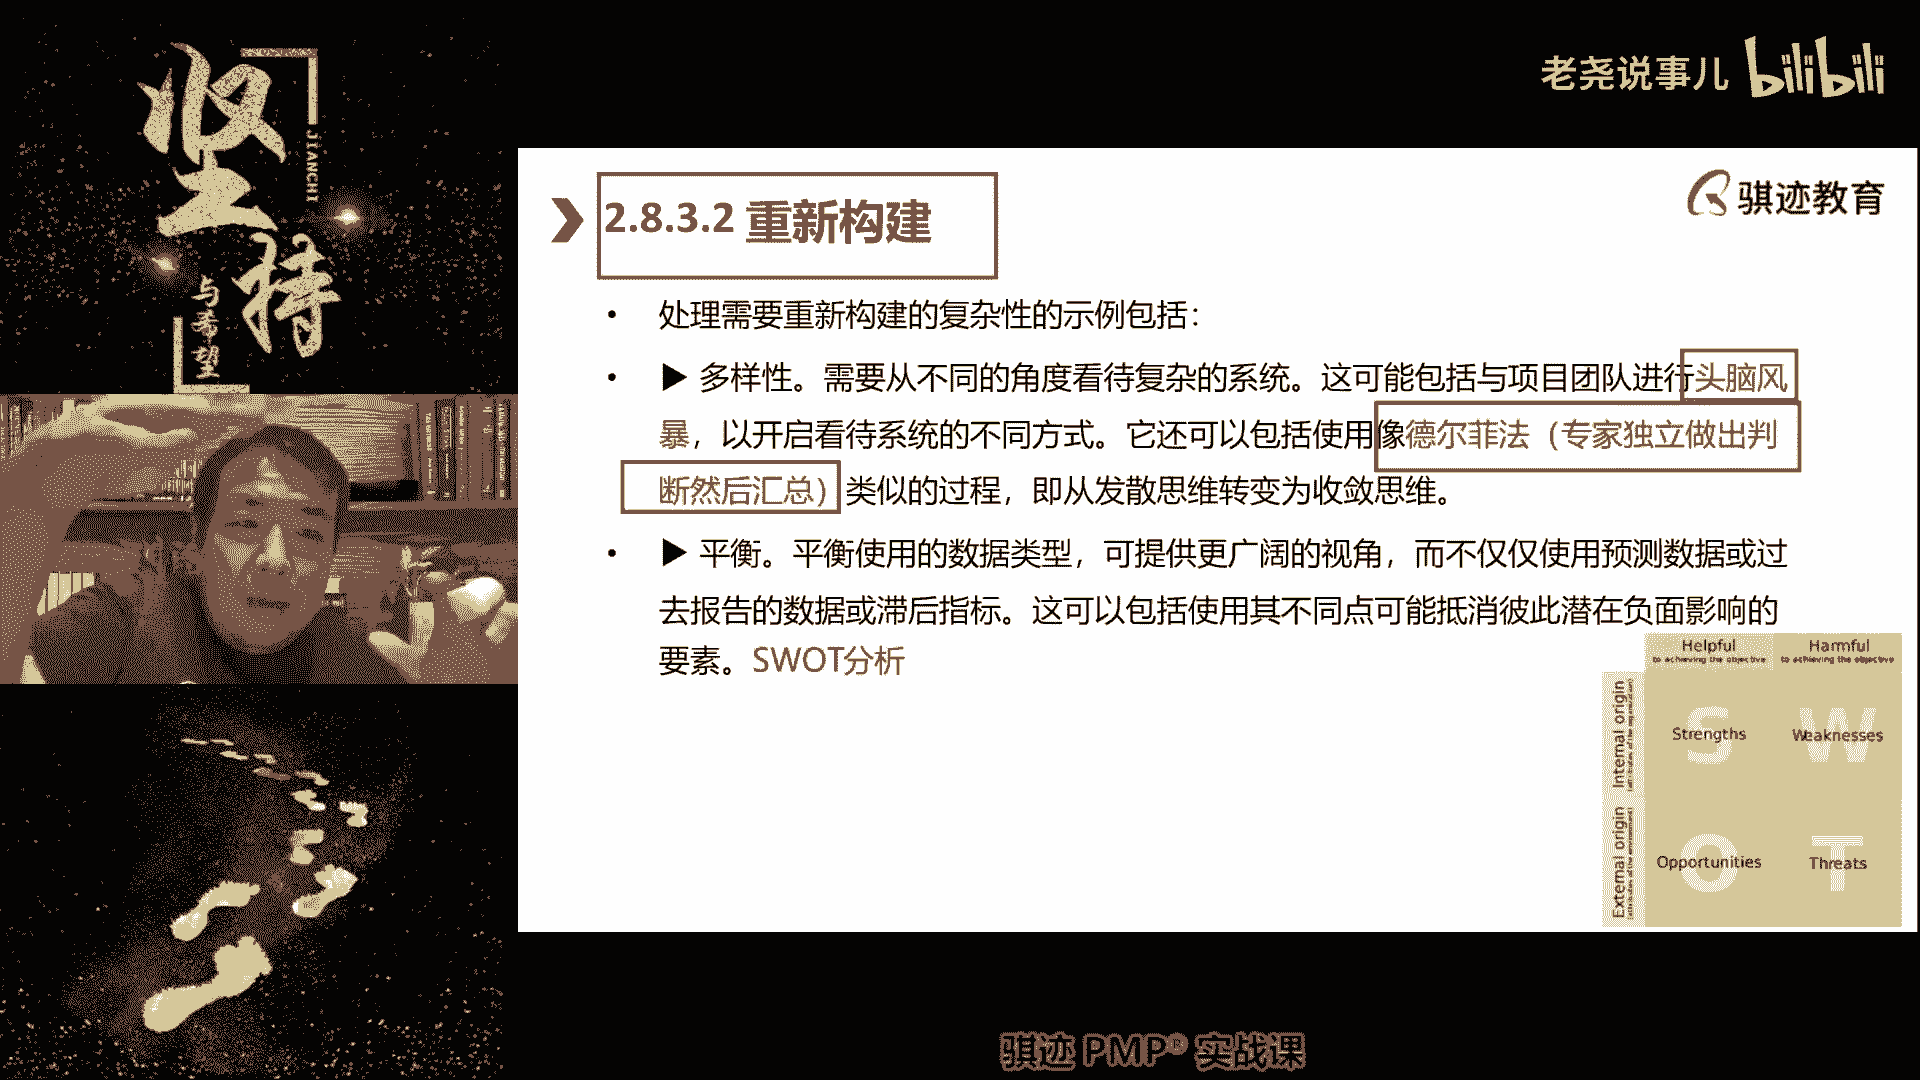 坚持
JIANCHI
与希望
老尧说事儿 bilibili
骐迹教育
2.8.3.2 重新构建
• 处理需要重新构建的复杂性的示例包括：
• ▶ 多样性。需要从不同的角度看待复杂的系统。这可能包括与项目团队进行头脑风
暴，以开启看待系统的不同方式。它还可以包括使用像德尔菲法（专家独立做出判
断然后汇总）类似的过程，即从发散思维转变为收敛思维。
• ▶ 平衡。平衡使用的数据类型，可提供更广阔的视角，而不仅仅使用预测数据或过
去报告的数据或滞后指标。这可以包括使用其不同点可能抵消彼此潜在负面影响的
要素。SWOT分析
Helpful
to achieving the objective
Harmful
to achieving the objective
Internal origin
(attributes of the organization)
S
Strengths
W
Weaknesses
External origin
(attributes of the environment)
O
Opportunities
T
Threats
骐迹 PMP® 实战课